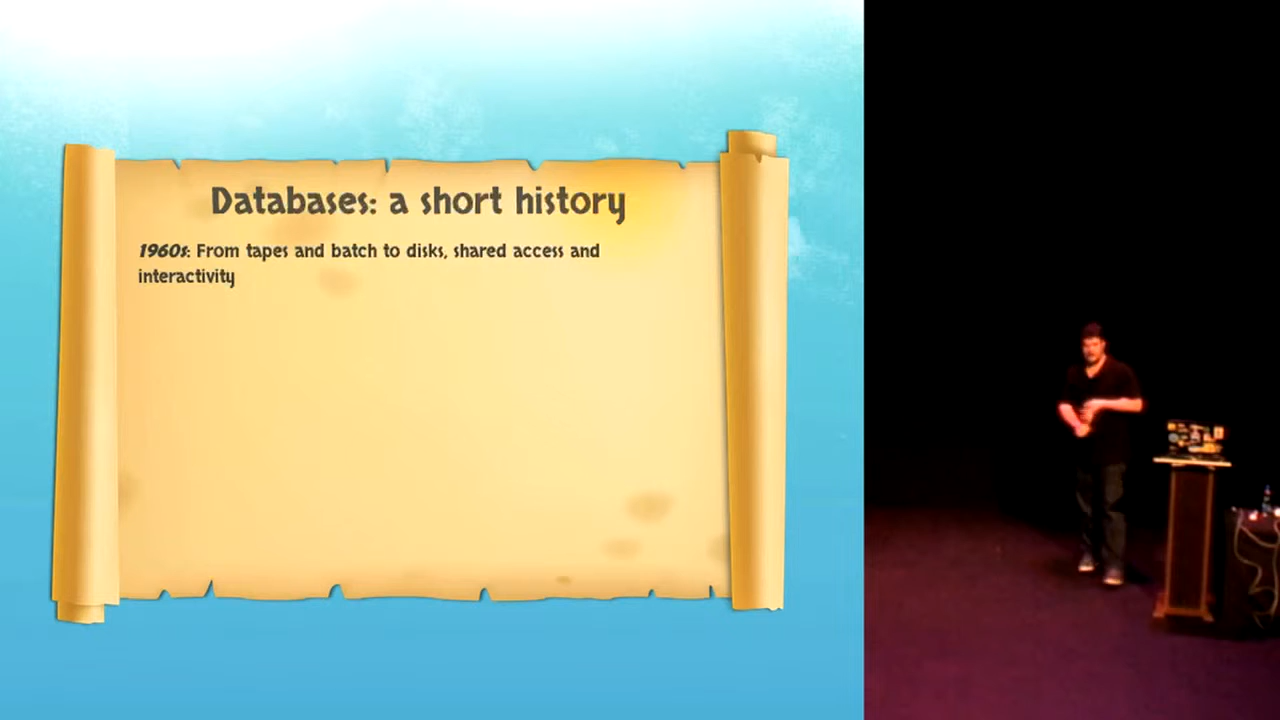 Databases: a short history
1960s: From tapes and batch to disks, shared access and
interactivity